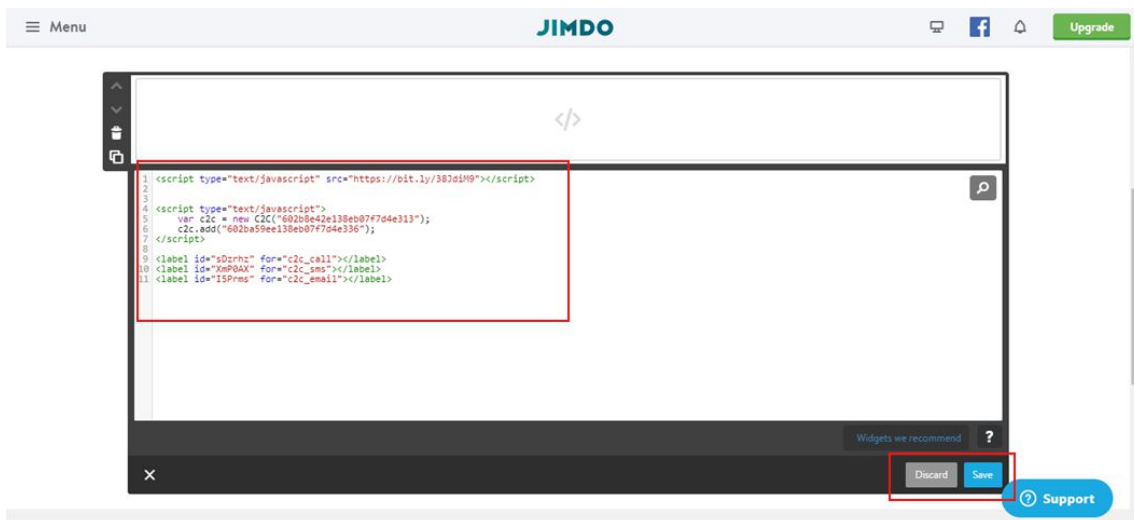 Menu
JIMDO
Upgrade
</>
1 <script type="text/javascript" src="https://bit.ly/38JdiM9"></script>
2
3
4 <script type="text/javascript">
5 var c2c = new C2C("602b8e42e138eb07f7d4e313");
6 c2c.add("602ba59ee138eb07f7d4e336");
7 </script>
8
9 <label id="sDzrhz" for="c2c_call"></label>
10 <label id="XmP0AX" for="c2c_sms"></label>
11 <label id="I5Prms" for="c2c_email"></label>
Widgets we recommend ?
Discard
Save
Support